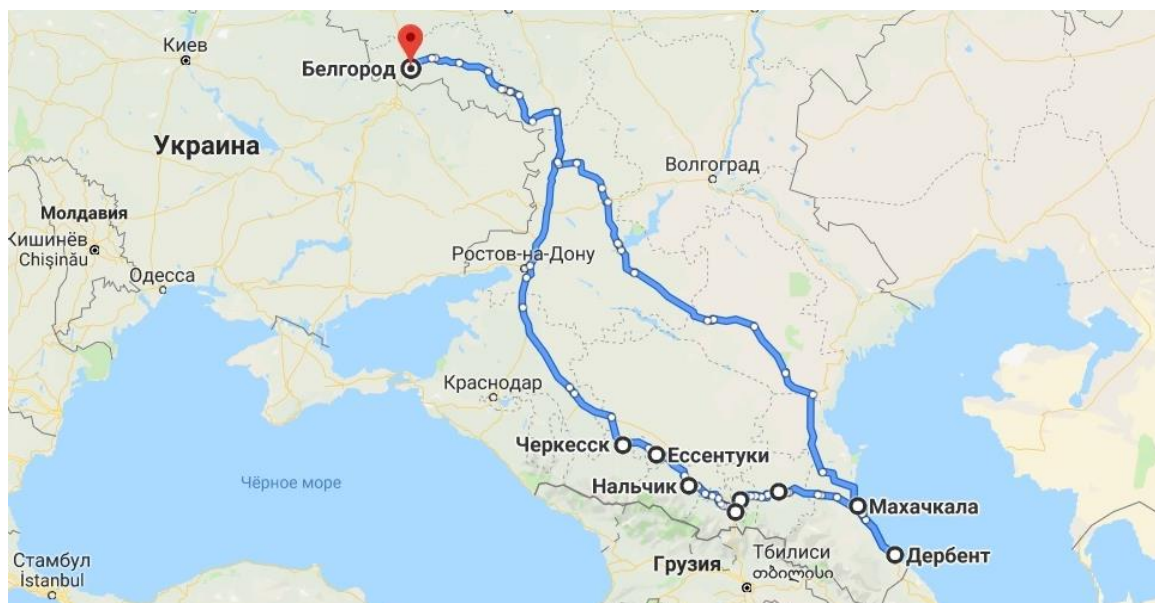 Киев
Белгород
Украина
Волгоград
Молдавия
Кишинёв
Chișinău
Ростов-на-Дону
Одесса
Краснодар
Черкесск
Ессентуки
Чёрное море
Нальчик
Махачкала
Стамбул
İstanbul
Грузия
Тбилиси
თბილისი
Дербент